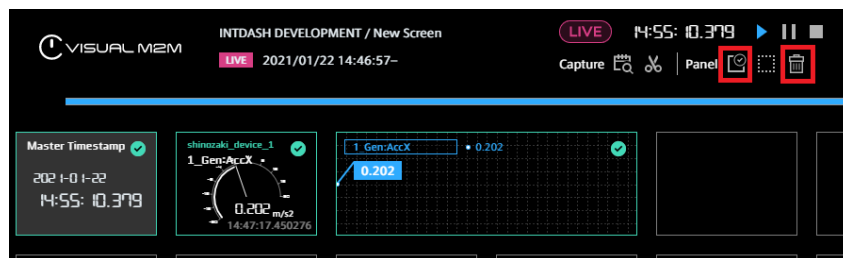 VISUAL M2M
INTDASH DEVELOPMENT / New Screen
LIVE 2021/01/22 14:46:57–
LIVE 14:55: 10.379
Capture Panel
Master Timestamp
2021-01-22
14:55: 10.379
shinozaki_device_1
1_Gen:AccX
0.202 m/s2
14:47:17.450276
1_Gen:AccX 0.202
0.202